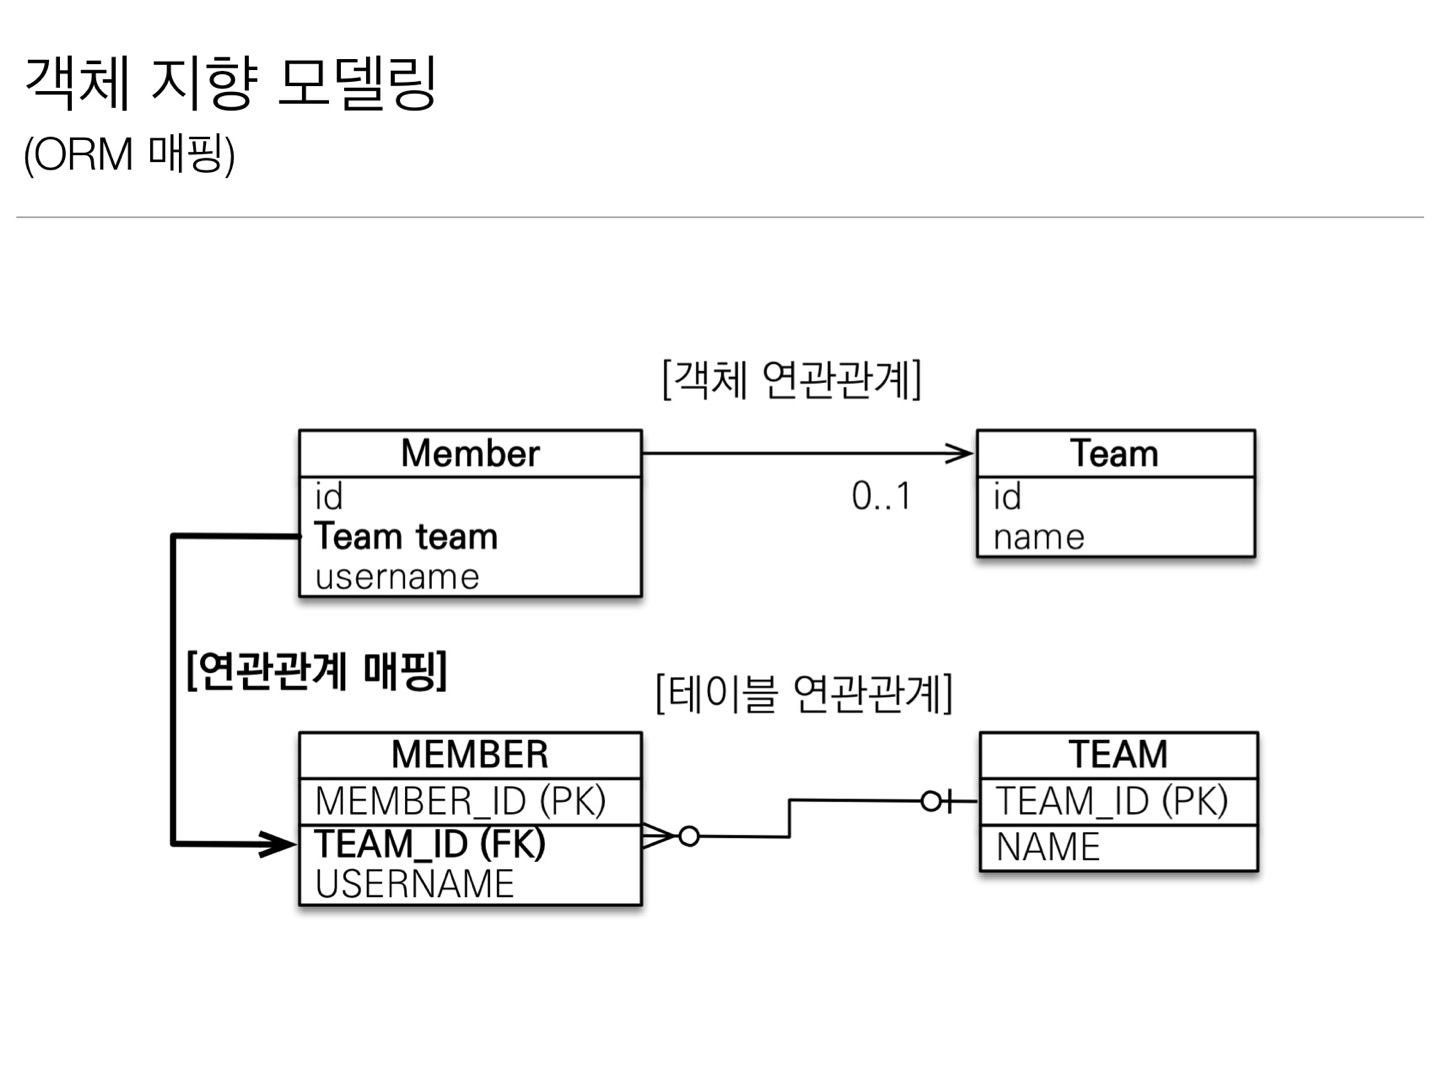 객체 지향 모델링
(ORM 매핑)
[객체 연관관계]
Member
id
Team team
username
0..1
Team
id
name
[연관관계 매핑]
[테이블 연관관계]
MEMBER
MEMBER_ID (PK)
TEAM_ID (FK)
USERNAME
TEAM
TEAM_ID (PK)
NAME